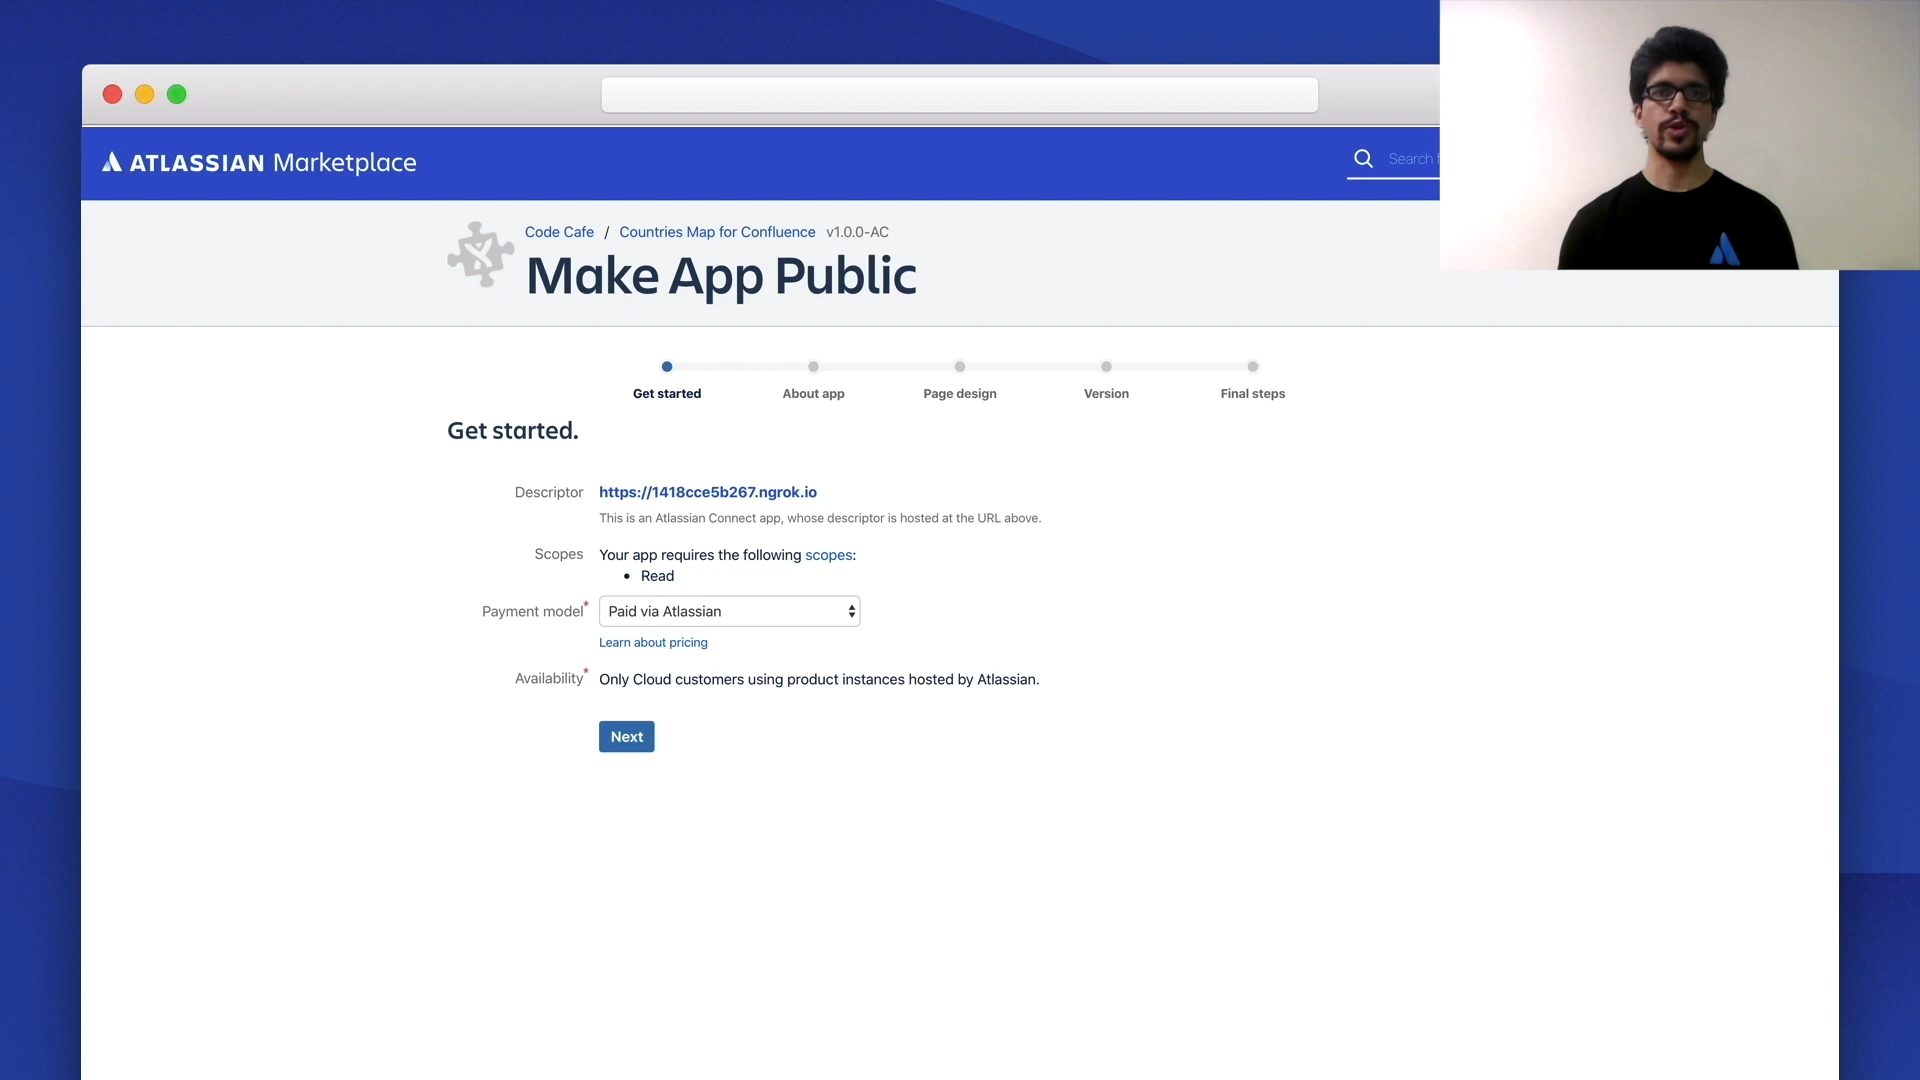 ATLASSIAN Marketplace
Search
Code Cafe / Countries Map for Confluence v1.0.0-AC
Make App Public
Get started
About app
Page design
Version
Final steps
Get started.
Descriptor https://1418cce5b267.ngrok.io
This is an Atlassian Connect app, whose descriptor is hosted at the URL above.
Scopes Your app requires the following scopes:
• Read
Payment model* Paid via Atlassian
Learn about pricing
Availability* Only Cloud customers using product instances hosted by Atlassian.
Next